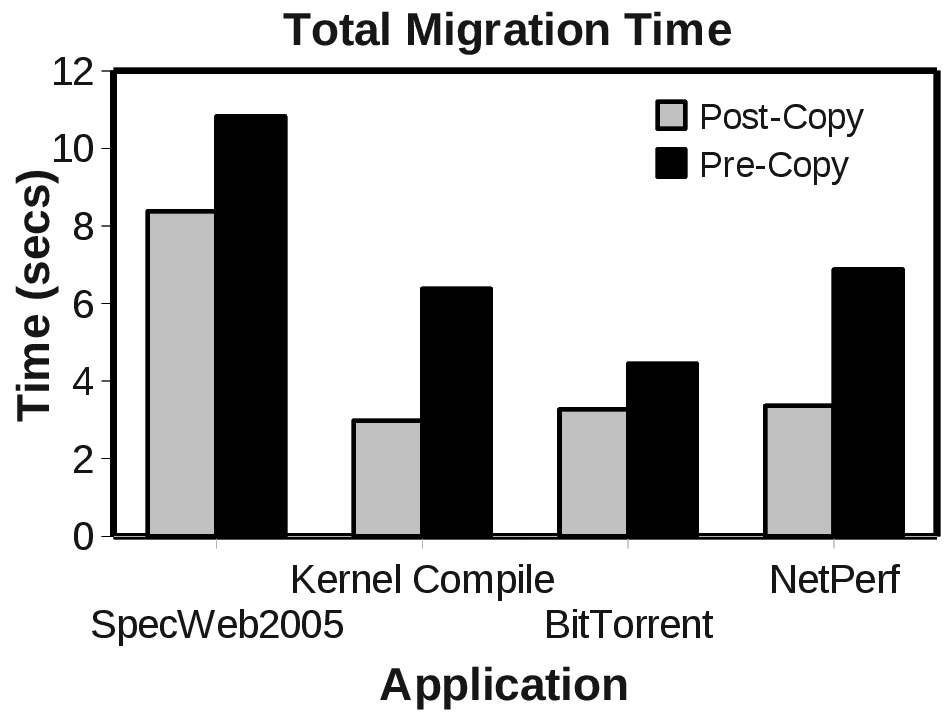 Total Migration Time
12
10
8
6
4
2
0
Time (secs)
Post-Copy
Pre-Copy
Kernel Compile
NetPerf
SpecWeb2005
BitTorrent
Application